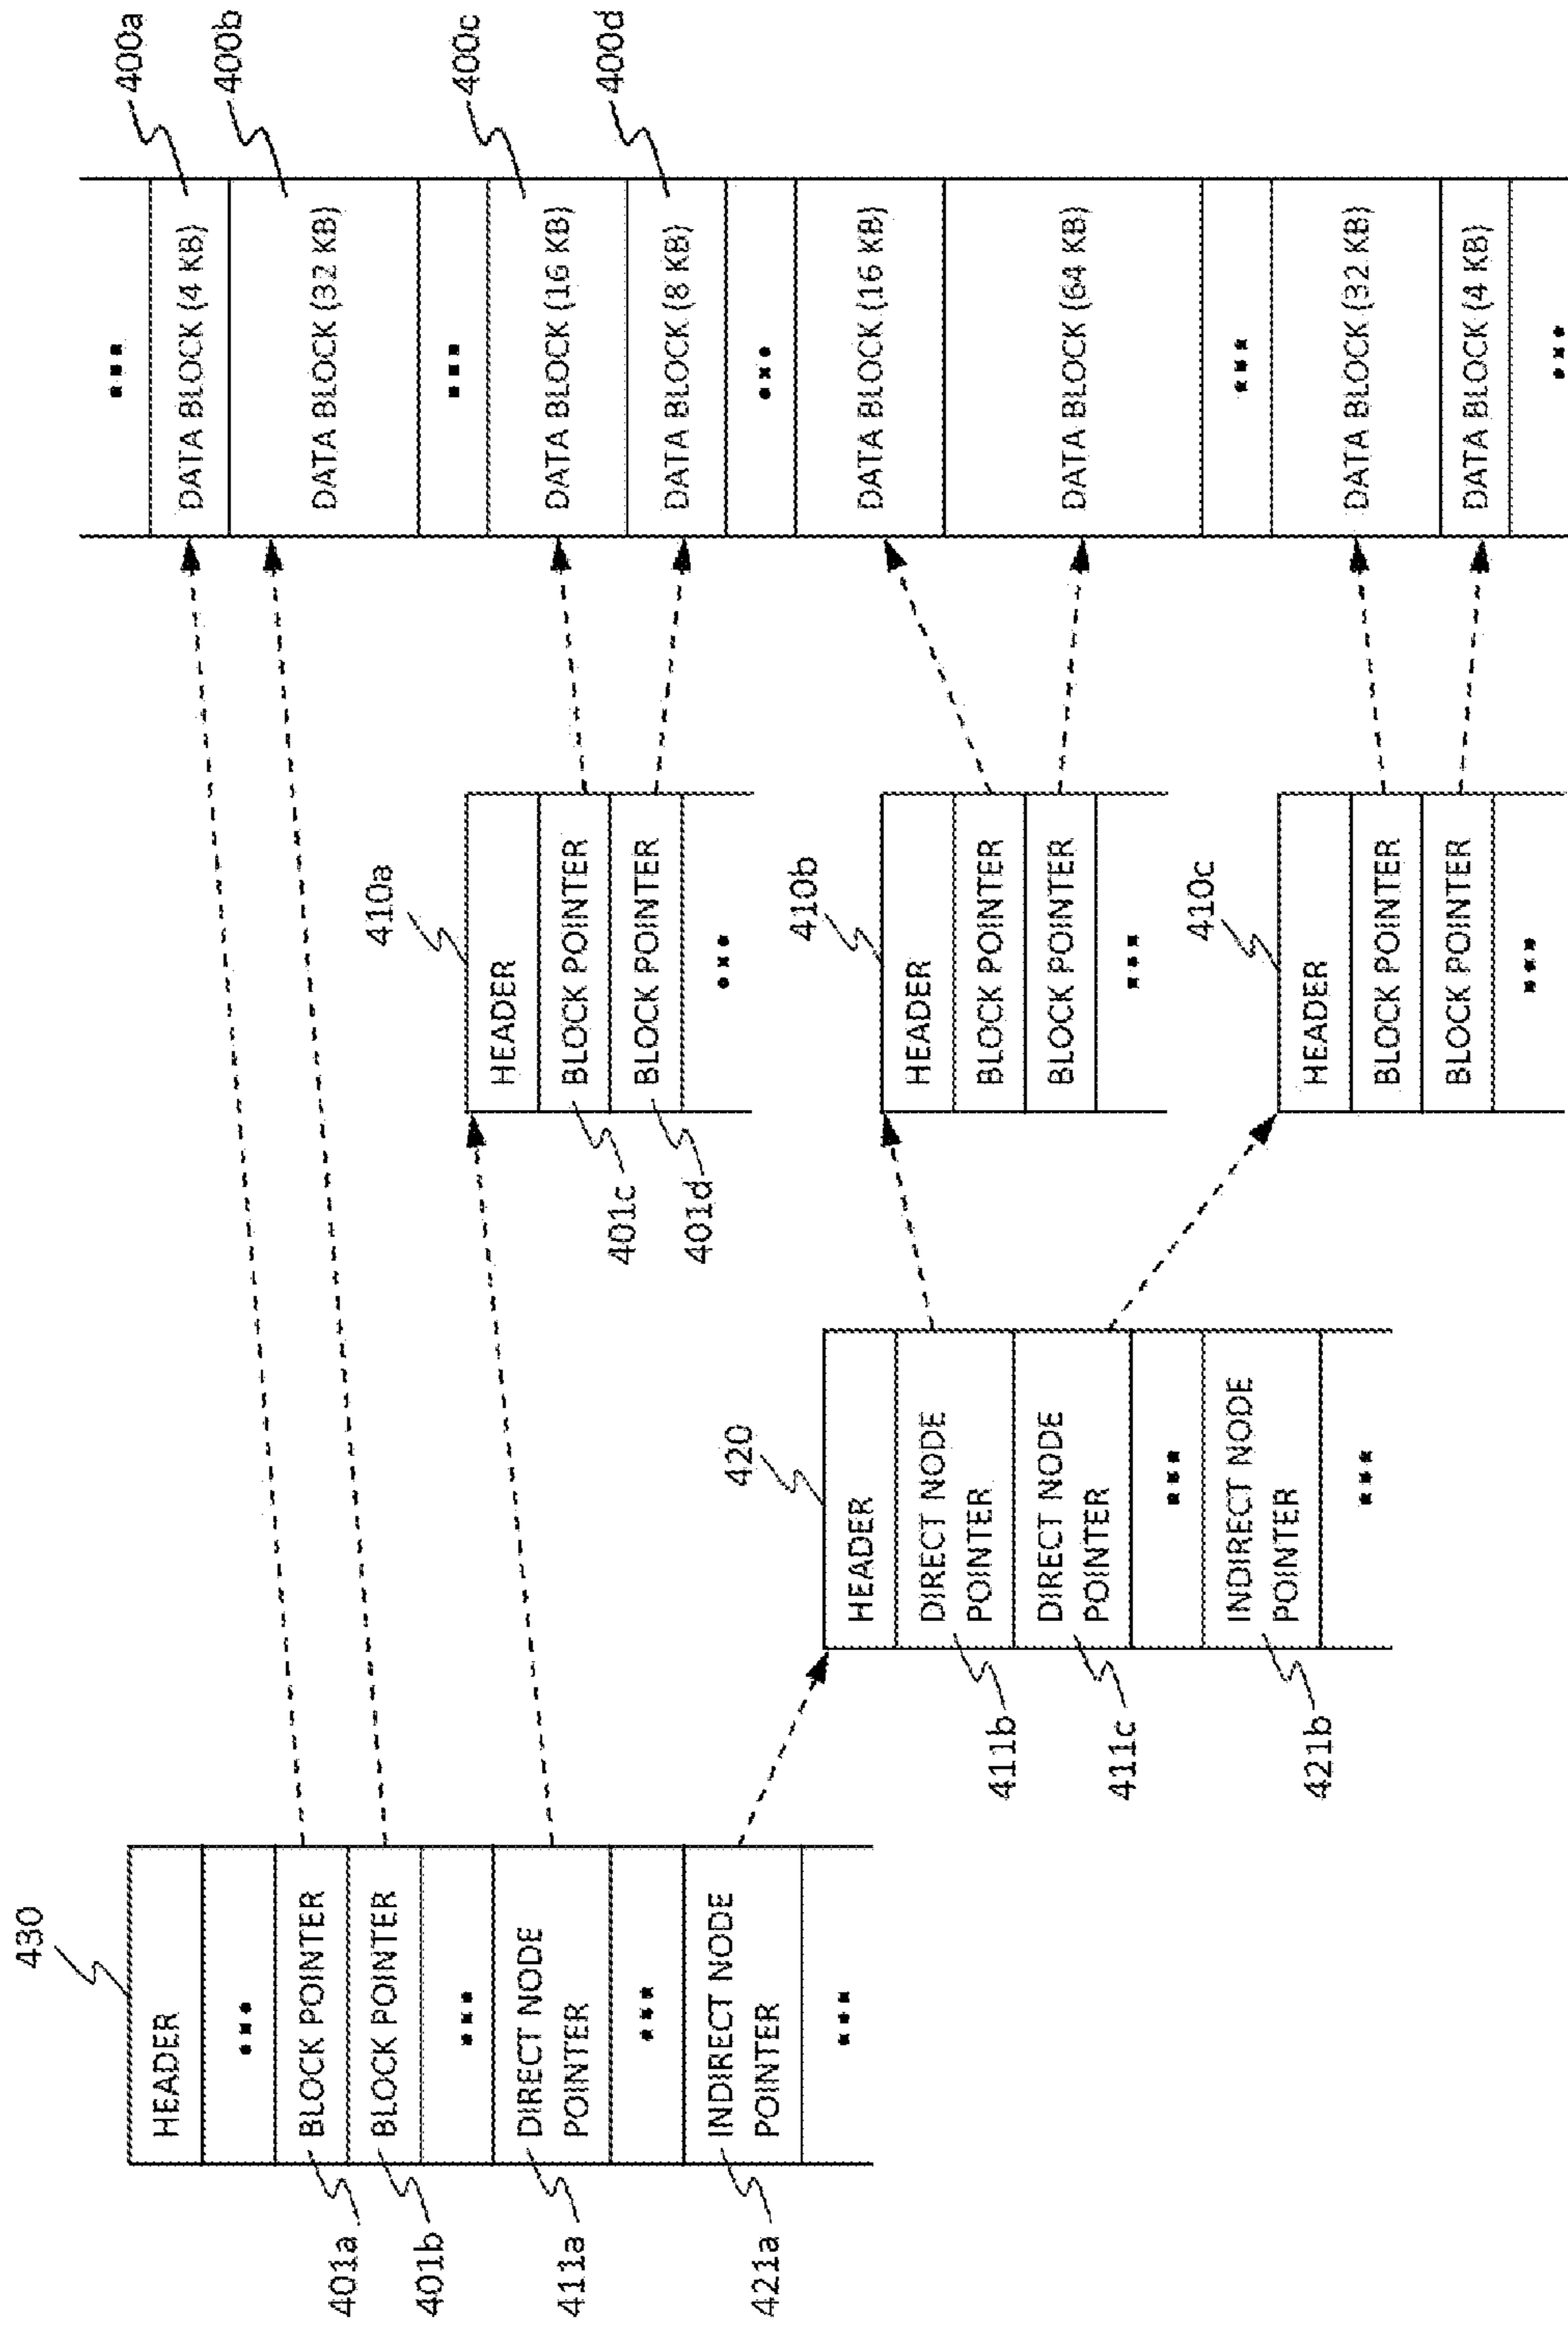 430
HEADER
•••
BLOCK POINTER
BLOCK POINTER
•••
DIRECT NODE
POINTER
•••
INDIRECT NODE
POINTER
•••
401a
401b
411a
421a
420
HEADER
DIRECT NODE
POINTER
DIRECT NODE
POINTER
•••
INDIRECT NODE
POINTER
•••
411b
411c
421b
410a
HEADER
BLOCK POINTER
BLOCK POINTER
•••
401c
401d
410b
HEADER
BLOCK POINTER
BLOCK POINTER
•••
410c
HEADER
BLOCK POINTER
BLOCK POINTER
•••
•••
DATA BLOCK (4 KB)
DATA BLOCK (32 KB)
•••
DATA BLOCK (16 KB)
DATA BLOCK (8 KB)
•••
DATA BLOCK (16 KB)
DATA BLOCK (64 KB)
•••
DATA BLOCK (32 KB)
DATA BLOCK (4 KB)
•••
400a
400b
400c
400d